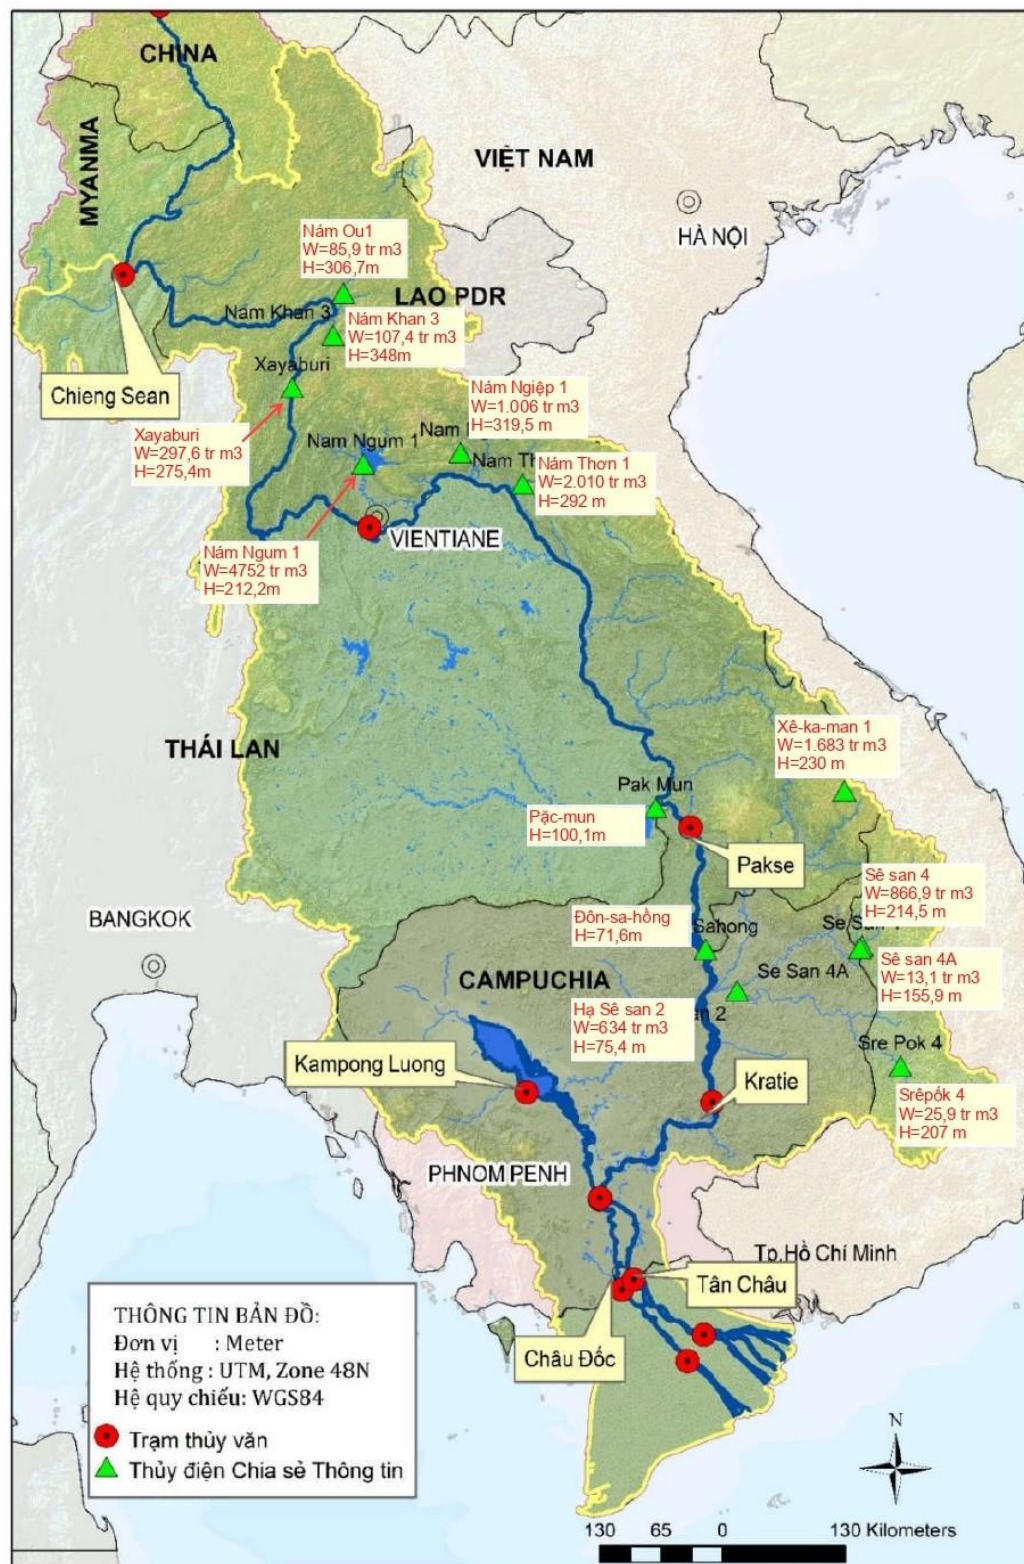 CHINA
MYANMA
VIỆT NAM
HÀ NỘI
Nám Ou1
W=85,9 tr m3
H=306,7m
LAO PDR
Nám Khan 3
Nám Khan 3
W=107,4 tr m3
H=348m
Chieng Sean
Xayaburi
Xayaburi
W=297,6 tr m3
H=275,4m
Nám Ngiệp 1
W=1.006 tr m3
H=319,5 m
Nam Ngum 1
Nam
Nam
Nám Thơn 1
W=2.010 tr m3
H=292 m
VIENTIANE
Nám Ngum 1
W=4752 tr m3
H=212,2m
THÁI LAN
Xê-ka-man 1
W=1.683 tr m3
H=230 m
Pak Mun
Pặc-mun
H=100,1m
Pakse
Sê san 4
W=866,9 tr m3
H=214,5 m
BANGKOK
Đôn-sa-hồng
H=71,6m
Sahong
Se
Sê san 4A
W=13,1 tr m3
H=155,9 m
Se San 4A
CAMPUCHIA
Hạ Sê san 2
W=634 tr m3
H=75,4 m
2
Sre Pok 4
Srêpốk 4
W=25,9 tr m3
H=207 m
Kampong Luong
Kratie
PHNOM PENH
Tp.Hồ Chí Minh
Tân Châu
Châu Đốc
THÔNG TIN BẢN ĐỒ:
Đơn vị : Meter
Hệ thống : UTM, Zone 48N
Hệ quy chiếu: WGS84
Trạm thủy văn
Thủy điện Chia sẻ Thông tin
N
130 65 0 130 Kilometers